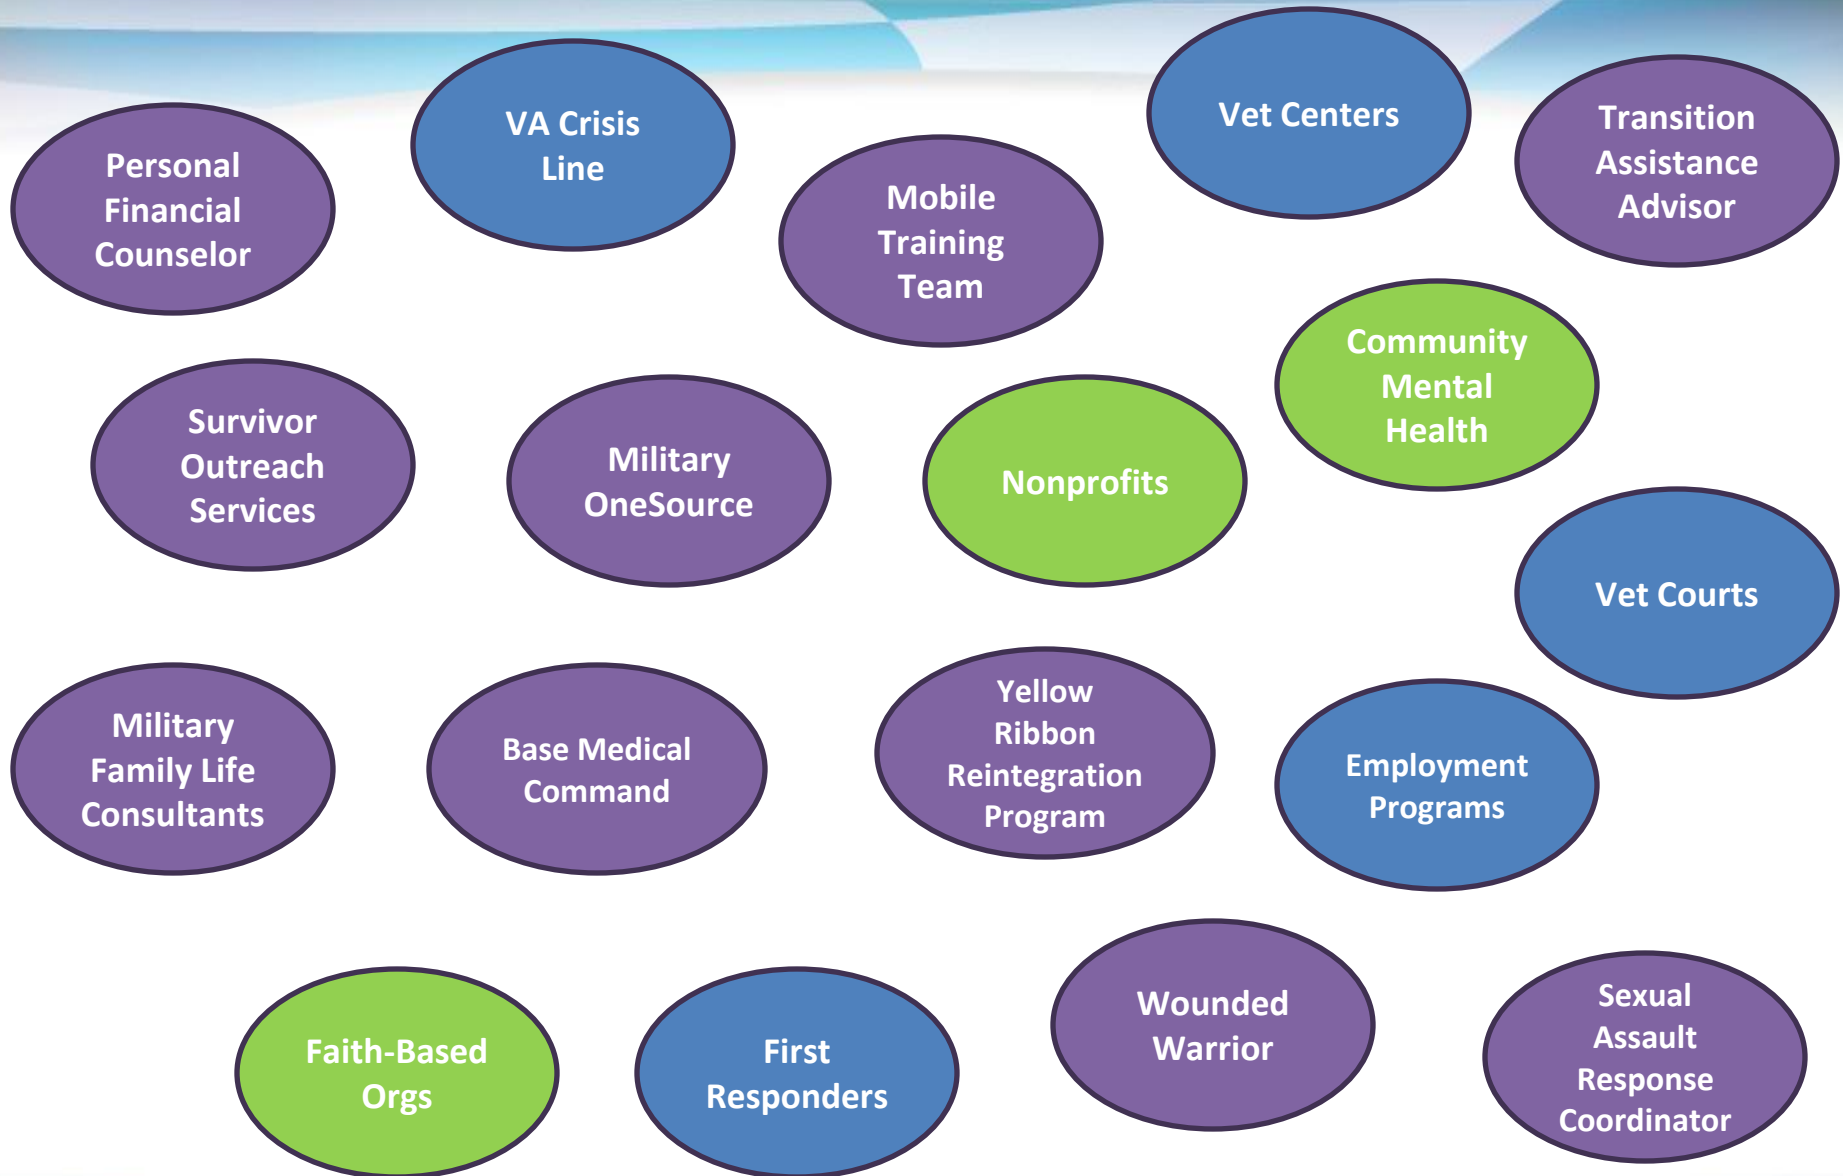 Personal
Financial
Counselor
VA Crisis
Line
Mobile
Training
Team
Vet Centers
Transition
Assistance
Advisor
Survivor
Outreach
Services
Military
OneSource
Nonprofits
Community
Mental
Health
Vet Courts
Military
Family Life
Consultants
Base Medical
Command
Yellow
Ribbon
Reintegration
Program
Employment
Programs
Faith-Based
Orgs
First
Responders
Wounded
Warrior
Sexual
Assault
Response
Coordinator